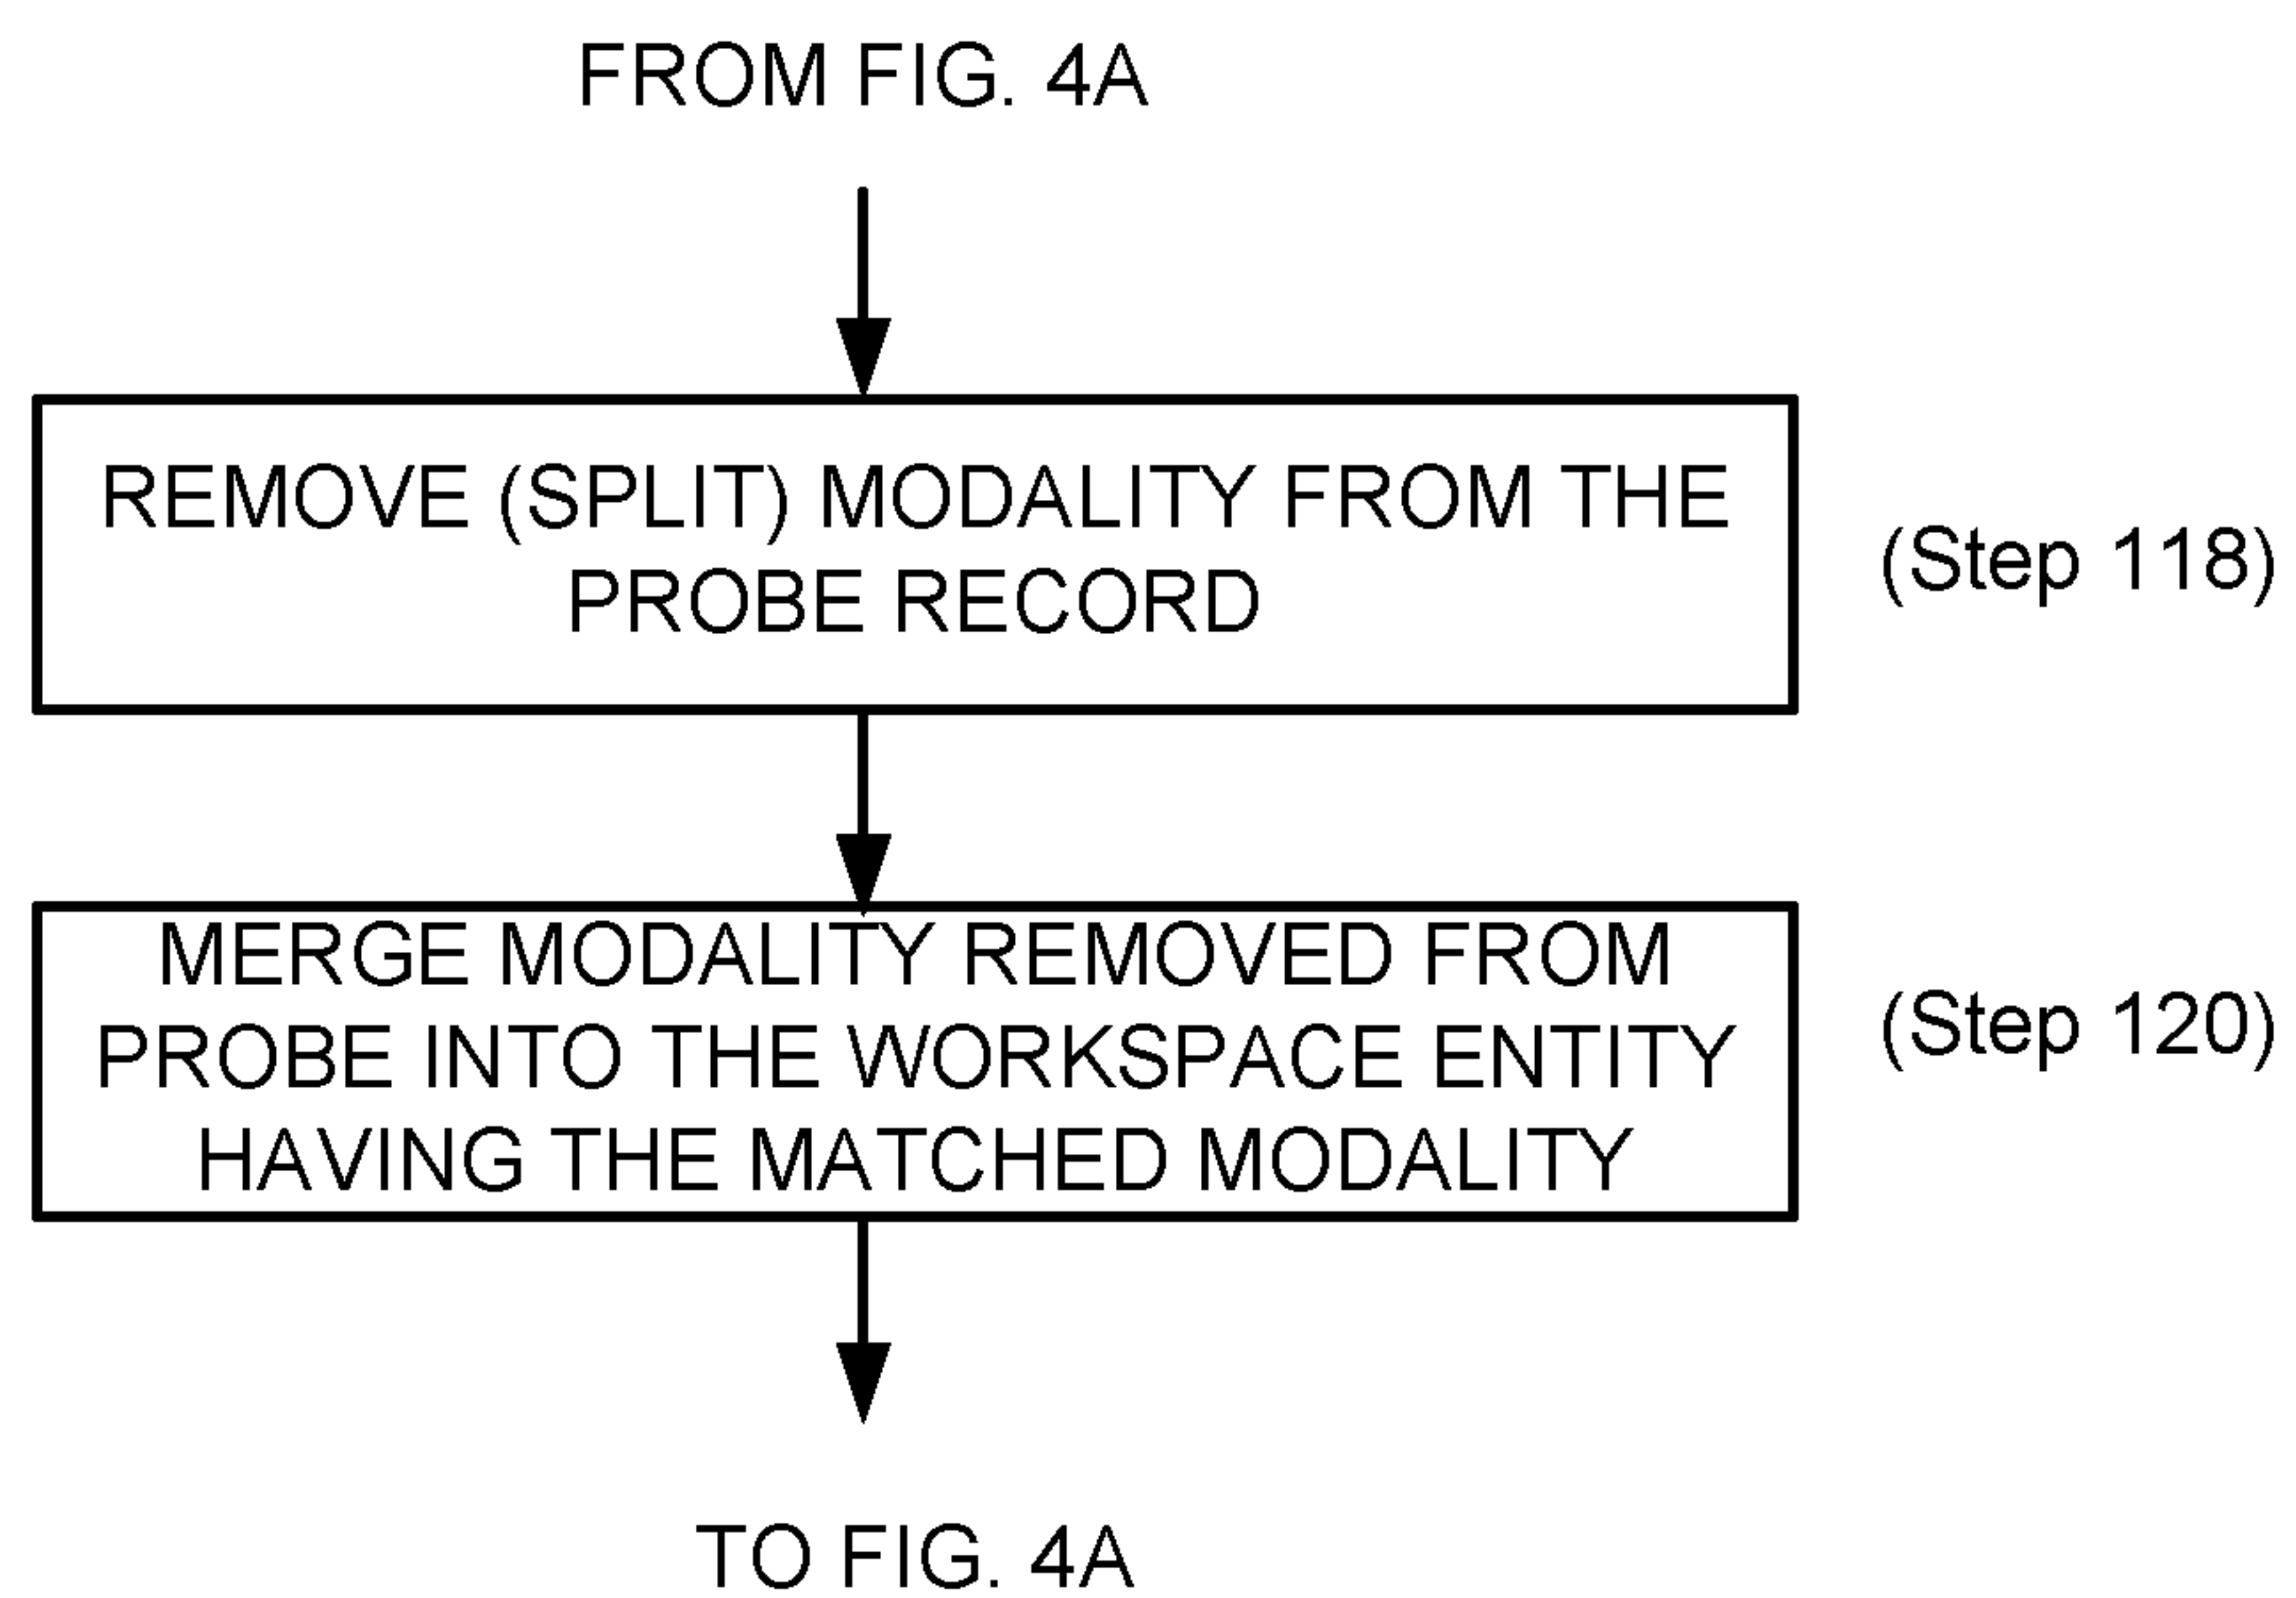 FROM FIG. 4A
REMOVE (SPLIT) MODALITY FROM THE
PROBE RECORD
(Step 118)
MERGE MODALITY REMOVED FROM
PROBE INTO THE WORKSPACE ENTITY
HAVING THE MATCHED MODALITY
(Step 120)
TO FIG. 4A